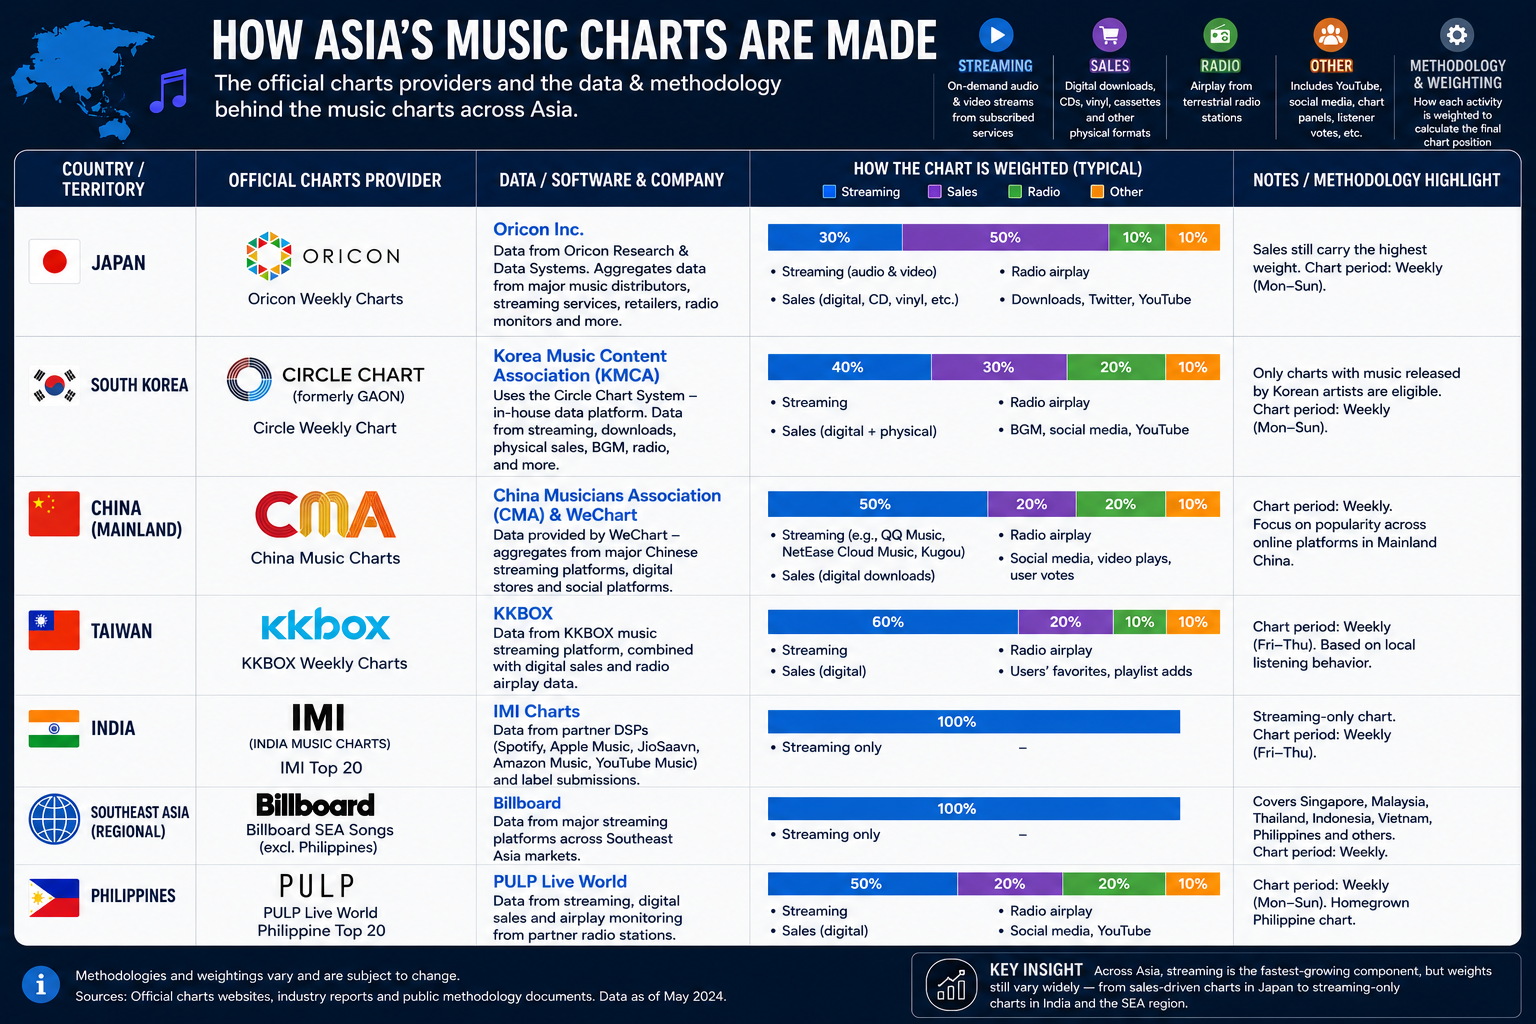 HOW ASIA'S MUSIC CHARTS ARE MADE
The official charts providers and the data & methodology
behind the music charts across Asia.
STREAMING
On-demand audio
& video streams
from subscribed
services
SALES
Digital downloads,
CDs, vinyl, cassettes
and other
physical formats
RADIO
Airplay from
terrestrial radio
stations
OTHER
Includes YouTube,
social media, chart
panels, listener
votes, etc.
METHODOLOGY
& WEIGHTING
How each activity
is weighted to
calculate the final
chart position
COUNTRY /
TERRITORY
OFFICIAL CHARTS PROVIDER
DATA / SOFTWARE & COMPANY
HOW THE CHART IS WEIGHTED (TYPICAL)
Streaming Sales Radio Other
NOTES / METHODOLOGY HIGHLIGHT
JAPAN
ORICON
Oricon Weekly Charts
Oricon Inc.
Data from Oricon Research &
Data Systems. Aggregates data
from major music distributors,
streaming services, retailers, radio
monitors and more.
30% 50% 10% 10%
• Streaming (audio & video)
• Sales (digital, CD, vinyl, etc.)
• Radio airplay
• Downloads, Twitter, YouTube
Sales still carry the highest
weight. Chart period: Weekly
(Mon–Sun).
SOUTH KOREA
CIRCLE CHART
(formerly GAON)
Circle Weekly Chart
Korea Music Content
Association (KMCA)
Uses the Circle Chart System –
in-house data platform. Data
from streaming, downloads,
physical sales, BGM, radio,
and more.
40% 30% 20% 10%
• Streaming
• Sales (digital + physical)
• Radio airplay
• BGM, social media, YouTube
Only charts with music released
by Korean artists are eligible.
Chart period: Weekly
(Mon–Sun).
CHINA
(MAINLAND)
CMA
China Music Charts
China Musicians Association
(CMA) & WeChart
Data provided by WeChart –
aggregates from major Chinese
streaming platforms, digital
stores and social platforms.
50% 20% 20% 10%
• Streaming (e.g., QQ Music,
NetEase Cloud Music, Kugou)
• Sales (digital downloads)
• Radio airplay
• Social media, video plays,
user votes
Chart period: Weekly.
Focus on popularity across
online platforms in Mainland
China.
TAIWAN
kkbox
KKBOX Weekly Charts
KKBOX
Data from KKBOX music
streaming platform, combined
with digital sales and radio
airplay data.
60% 20% 10% 10%
• Streaming
• Sales (digital)
• Radio airplay
• Users' favorites, playlist adds
Chart period: Weekly
(Fri–Thu). Based on local
listening behavior.
INDIA
IMI
(INDIA MUSIC CHARTS)
IMI Top 20
IMI Charts
Data from partner DSPs
(Spotify, Apple Music, JioSaavn,
Amazon Music, YouTube Music)
and label submissions.
100%
• Streaming only
–
Streaming-only chart.
Chart period: Weekly
(Fri–Thu).
SOUTHEAST ASIA
(REGIONAL)
Billboard
Billboard SEA Songs
(excl. Philippines)
Billboard
Data from major streaming
platforms across Southeast
Asia markets.
100%
• Streaming only
–
Covers Singapore, Malaysia,
Thailand, Indonesia, Vietnam,
Philippines and others.
Chart period: Weekly.
PHILIPPINES
PULP
PULP Live World
Philippine Top 20
PULP Live World
Data from streaming, digital
sales and airplay monitoring
from partner radio stations.
50% 20% 20% 10%
• Streaming
• Sales (digital)
• Radio airplay
• Social media, YouTube
Chart period: Weekly
(Mon–Sun). Homegrown
Philippine chart.
i
Methodologies and weightings vary and are subject to change.
Sources: Official charts websites, industry reports and public methodology documents. Data as of May 2024.
KEY INSIGHT Across Asia, streaming is the fastest-growing component, but weights
still vary widely — from sales-driven charts in Japan to streaming-only
charts in India and the SEA region.